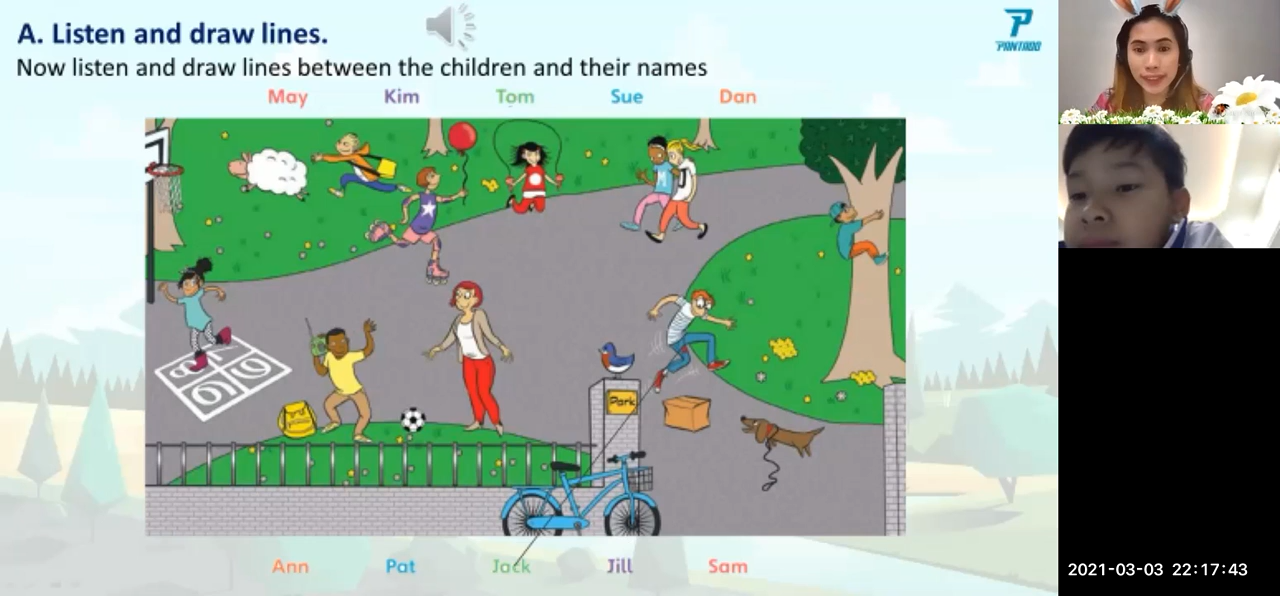 A. Listen and draw lines.
PANTADO
Now listen and draw lines between the children and their names
May Kim Tom Sue Dan
M J
Park
Ann Pat Jack Jill Sam
2021-03-03 22:17:43